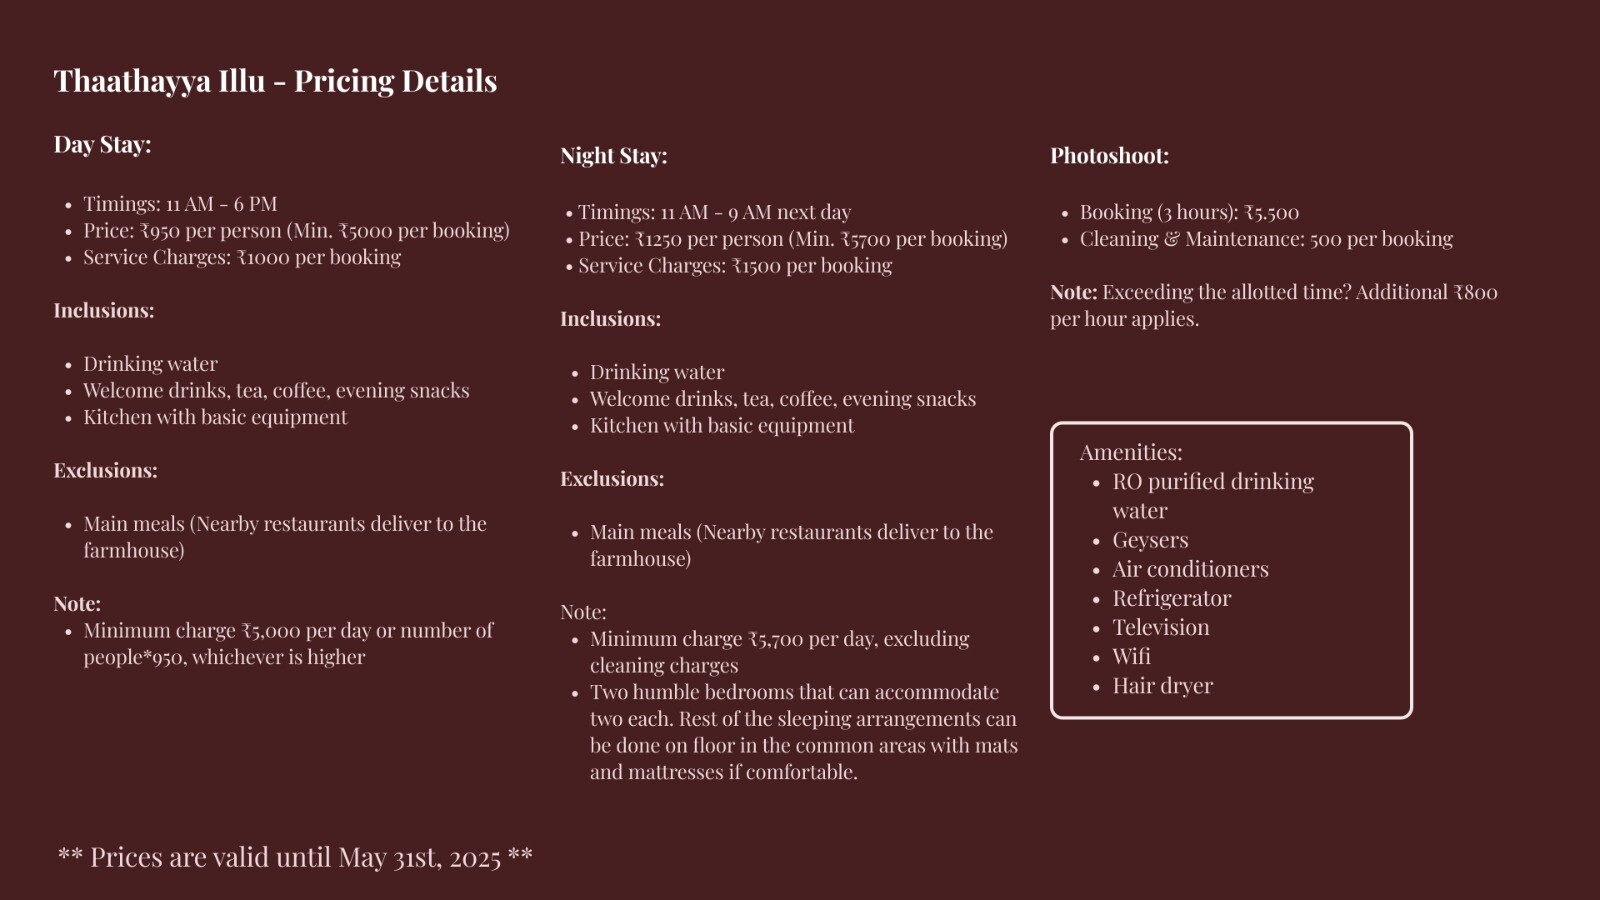 Thaathayya Illu - Pricing Details
Day Stay:
• Timings: 11 AM - 6 PM
• Price: ₹950 per person (Min. ₹5000 per booking)
• Service Charges: ₹1000 per booking
Inclusions:
• Drinking water
• Welcome drinks, tea, coffee, evening snacks
• Kitchen with basic equipment
Exclusions:
• Main meals (Nearby restaurants deliver to the
farmhouse)
Note:
• Minimum charge ₹5,000 per day or number of
people*950, whichever is higher
Night Stay:
• Timings: 11 AM - 9 AM next day
• Price: ₹1250 per person (Min. ₹5700 per booking)
• Service Charges: ₹1500 per booking
Inclusions:
• Drinking water
• Welcome drinks, tea, coffee, evening snacks
• Kitchen with basic equipment
Exclusions:
• Main meals (Nearby restaurants deliver to the
farmhouse)
Note:
• Minimum charge ₹5,700 per day, excluding
cleaning charges
• Two humble bedrooms that can accommodate
two each. Rest of the sleeping arrangements can
be done on floor in the common areas with mats
and mattresses if comfortable.
Photoshoot:
• Booking (3 hours): ₹5.500
• Cleaning & Maintenance: 500 per booking
Note: Exceeding the allotted time? Additional ₹800
per hour applies.
Amenities:
• RO purified drinking
water
• Geysers
• Air conditioners
• Refrigerator
• Television
• Wifi
• Hair dryer
** Prices are valid until May 31st, 2025 **